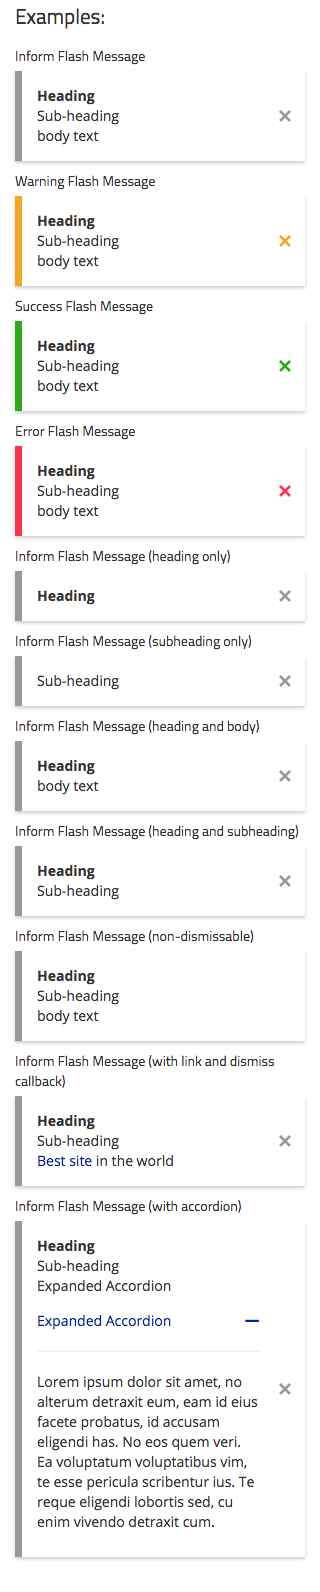 Examples:
Inform Flash Message
Heading
Sub-heading
body text
Warning Flash Message
Heading
Sub-heading
body text
Success Flash Message
Heading
Sub-heading
body text
Error Flash Message
Heading
Sub-heading
body text
Inform Flash Message (heading only)
Heading
Inform Flash Message (subheading only)
Sub-heading
Inform Flash Message (heading and body)
Heading
body text
Inform Flash Message (heading and subheading)
Heading
Sub-heading
Inform Flash Message (non-dismissable)
Heading
Sub-heading
body text
Inform Flash Message (with link and dismiss
callback)
Heading
Sub-heading
Best site in the world
Inform Flash Message (with accordion)
Heading
Sub-heading
Expanded Accordion
Expanded Accordion
Lorem ipsum dolor sit amet, no
alterum detraxit eum, eam id eius
facete probatus, id accusam
eligendi has. No eos quem veri.
Ea voluptatum voluptatibus vim,
te esse pericula scribentur ius. Te
reque eligendi lobortis sed, cu
enim vivendo detraxit cum.